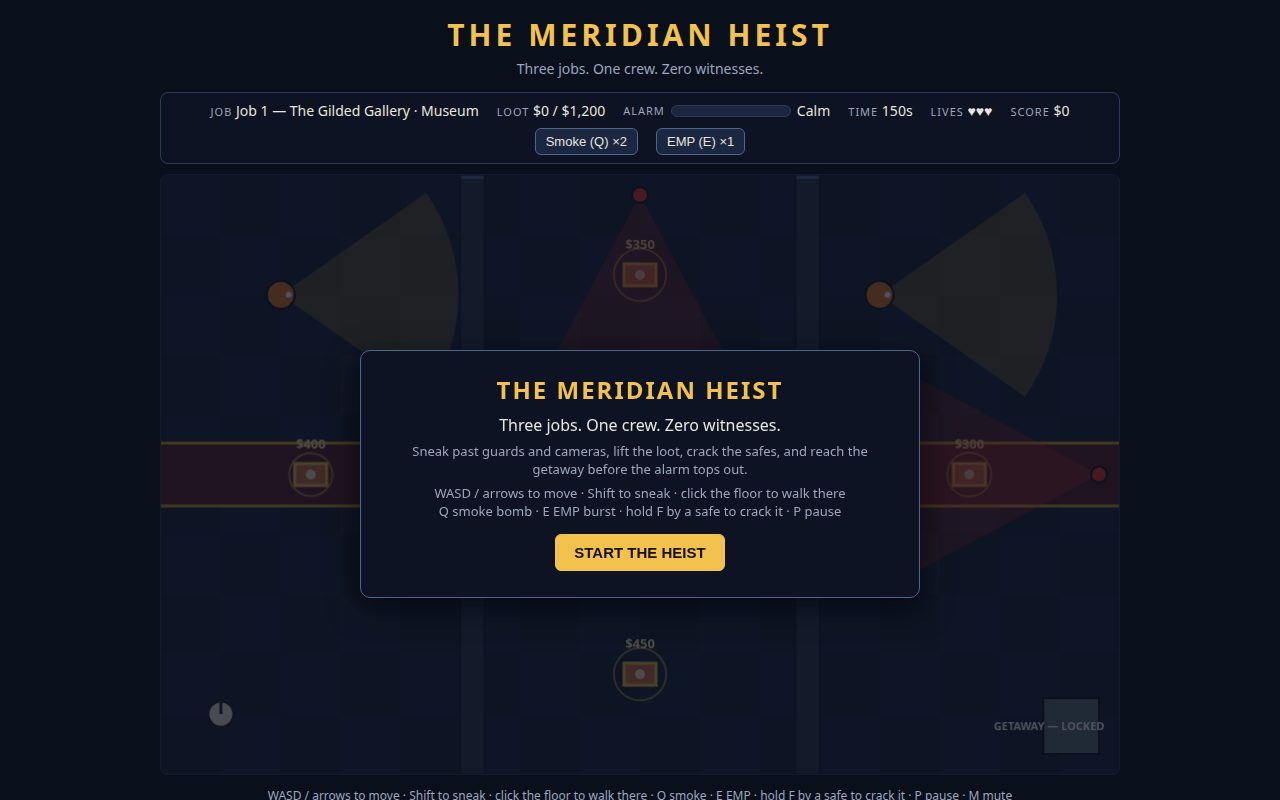 THE MERIDIAN HEIST
Three jobs. One crew. Zero witnesses.
JOB Job 1 — The Gilded Gallery · Museum LOOT $0 / $1,200 ALARM Calm TIME 150s LIVES ♥♥♥ SCORE $0
Smoke (Q) ×2 EMP (E) ×1
$350
$400
$300
THE MERIDIAN HEIST
Three jobs. One crew. Zero witnesses.
Sneak past guards and cameras, lift the loot, crack the safes, and reach the
getaway before the alarm tops out.
WASD / arrows to move · Shift to sneak · click the floor to walk there
Q smoke bomb · E EMP burst · hold F by a safe to crack it · P pause
START THE HEIST
$450
GETAWAY — LOCKED
WASD / arrows to move · Shift to sneak · click the floor to walk there · Q smoke · E EMP · hold F by a safe to crack it · P pause · M mute